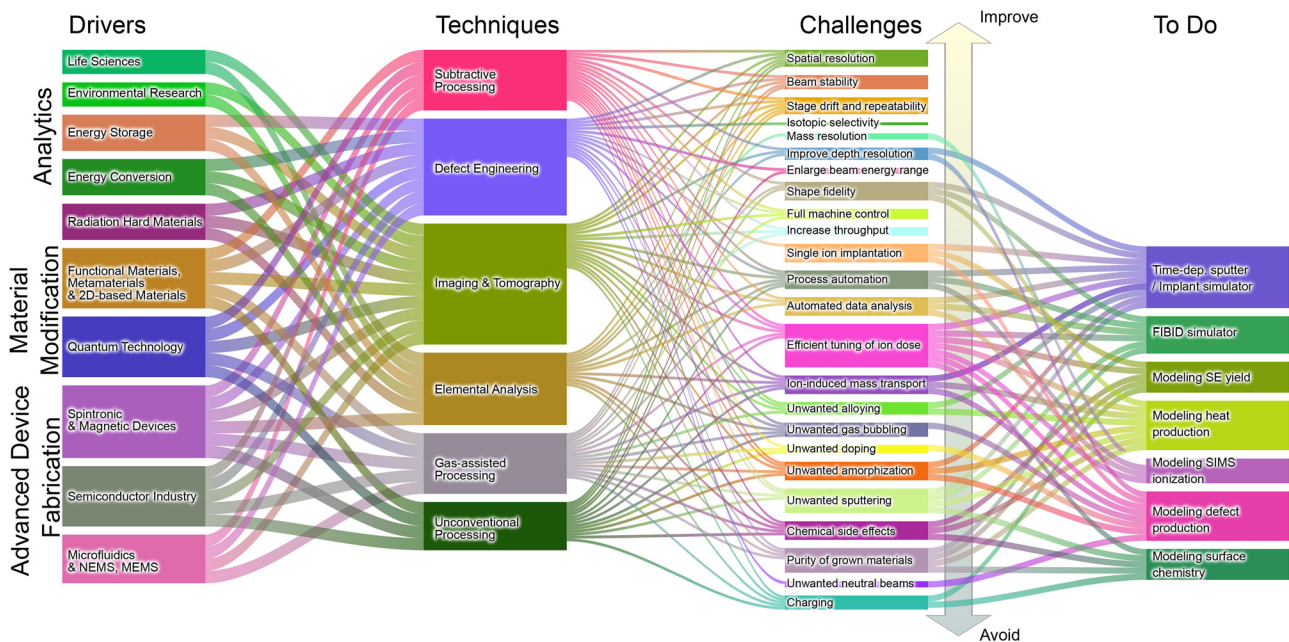 Drivers
Techniques
Challenges
Improve
To Do
Analytics
Material
Modification
Advanced Device
Fabrication
Life Sciences
Environmental Research
Energy Storage
Energy Conversion
Radiation Hard Materials
Functional Materials,
Metamaterials
& 2D-based Materials
Quantum Technology
Spintronic
& Magnetic Devices
Semiconductor Industry
Microfluidics
& NEMS, MEMS
Subtractive
Processing
Defect Engineering
Imaging & Tomography
Elemental Analysis
Gas-assisted
Processing
Unconventional
Processing
Spatial resolution
Beam stability
Stage drift and repeatability
Isotopic selectivity
Mass resolution
Improve depth resolution
Enlarge beam energy range
Shape fidelity
Full machine control
Increase throughput
Single ion implantation
Process automation
Automated data analysis
Efficient tuning of ion dose
Ion-induced mass transport
Unwanted alloying
Unwanted gas bubbling
Unwanted doping
Unwanted amorphization
Unwanted sputtering
Chemical side effects
Purity of grown materials
Unwanted neutral beams
Charging
Avoid
Time-dep. sputter
/ Implant simulator
FIBID simulator
Modeling SE yield
Modeling heat
production
Modeling SIMS
ionization
Modeling defect
production
Modeling surface
chemistry